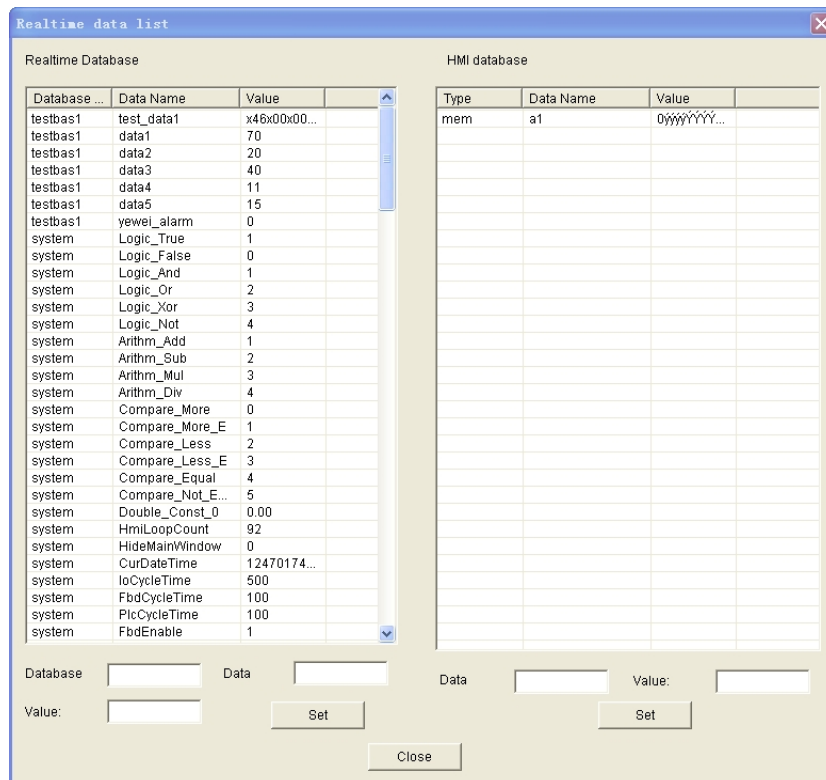 Realtime data list
Realtime Database
HMI database
Database ... Data Name Value
testbas1 test_data1 x46x00x00...
testbas1 data1 70
testbas1 data2 20
testbas1 data3 40
testbas1 data4 11
testbas1 data5 15
testbas1 yewei_alarm 0
system Logic_True 1
system Logic_False 0
system Logic_And 1
system Logic_Or 2
system Logic_Xor 3
system Logic_Not 4
system Arithm_Add 1
system Arithm_Sub 2
system Arithm_Mul 3
system Arithm_Div 4
system Compare_More 0
system Compare_More_E 1
system Compare_Less 2
system Compare_Less_E 3
system Compare_Equal 4
system Compare_Not_E... 5
system Double_Const_0 0.00
system HmiLoopCount 92
system HideMainWindow 0
system CurDateTime 12470174...
system IoCycleTime 500
system FbdCycleTime 100
system PlcCycleTime 100
system FbdEnable 1
Type Data Name Value
mem a1
Database Data
Value: Set
Data Value:
Set
Close